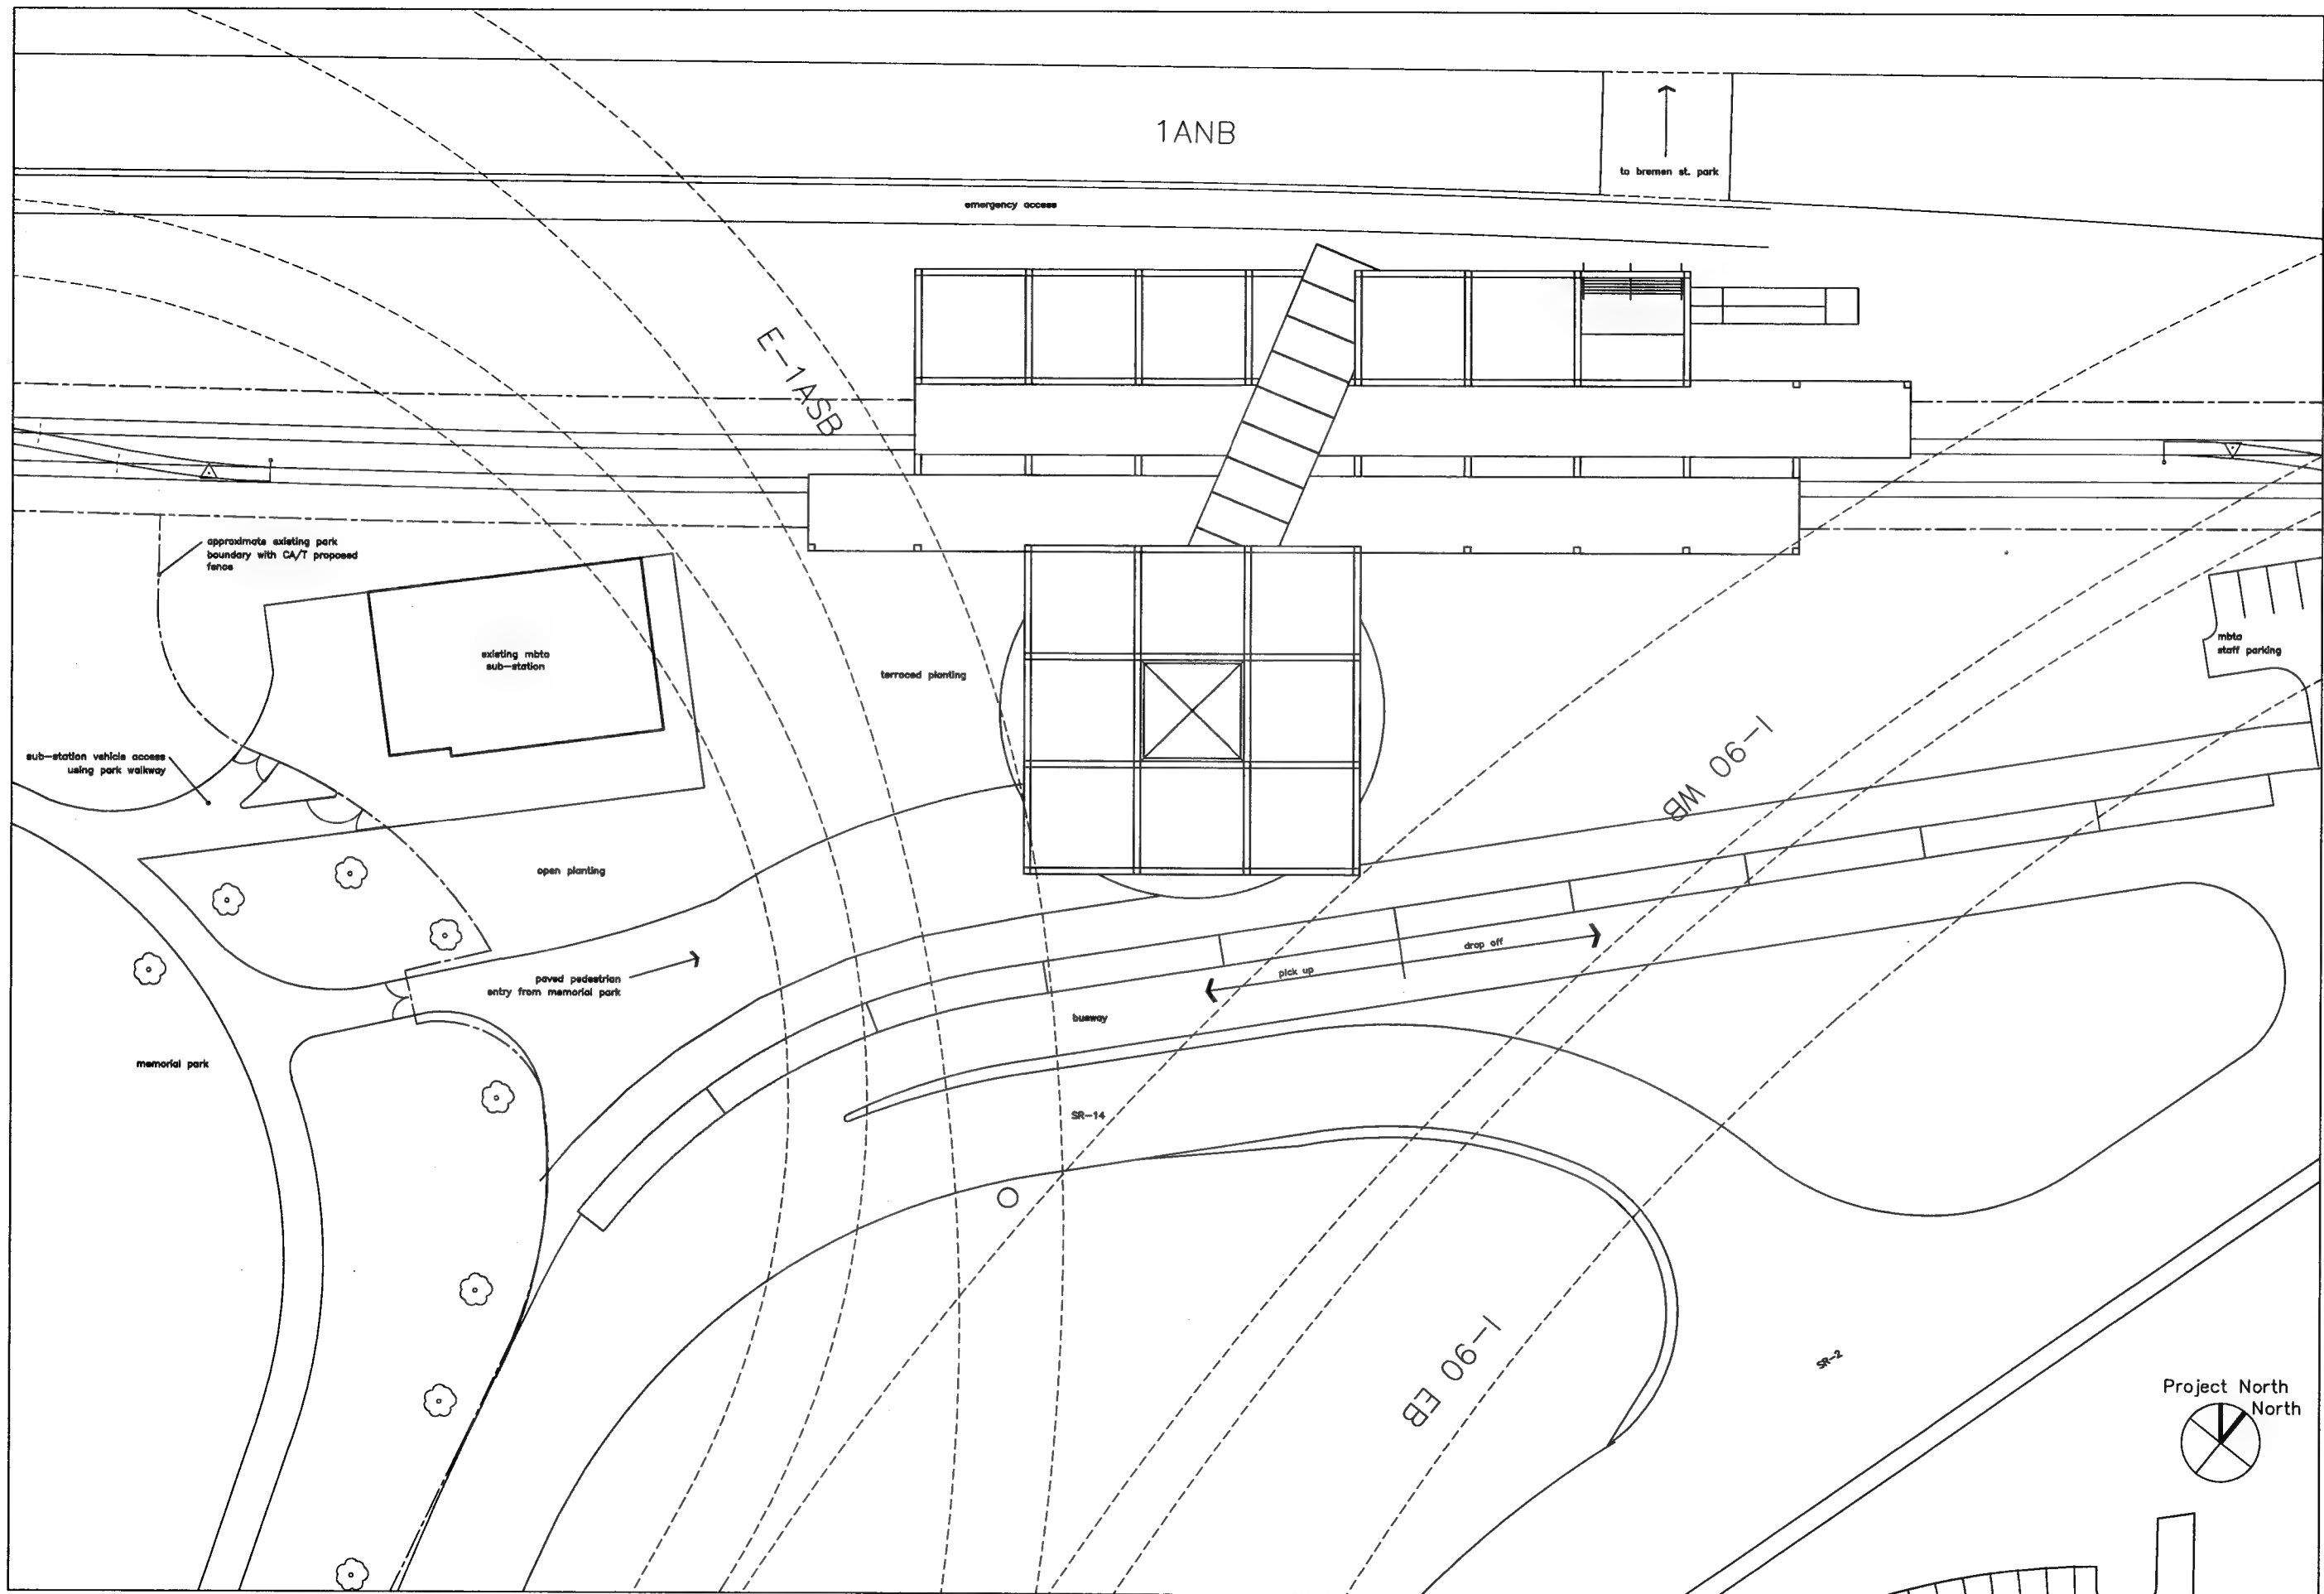 1ANB
to bremen st. park
emergency access
E-1ASB
approximate existing park
boundary with CA/T proposed
fence
existing mbta
sub-station
mbta
staff parking
terraced planting
I-90 WB
sub-station vehicle access
using park walkway
open planting
drop off
pick up
paved pedestrian
entry from memorial park
busway
memorial park
SR-14
I-90 EB
SR-2
Project North
North